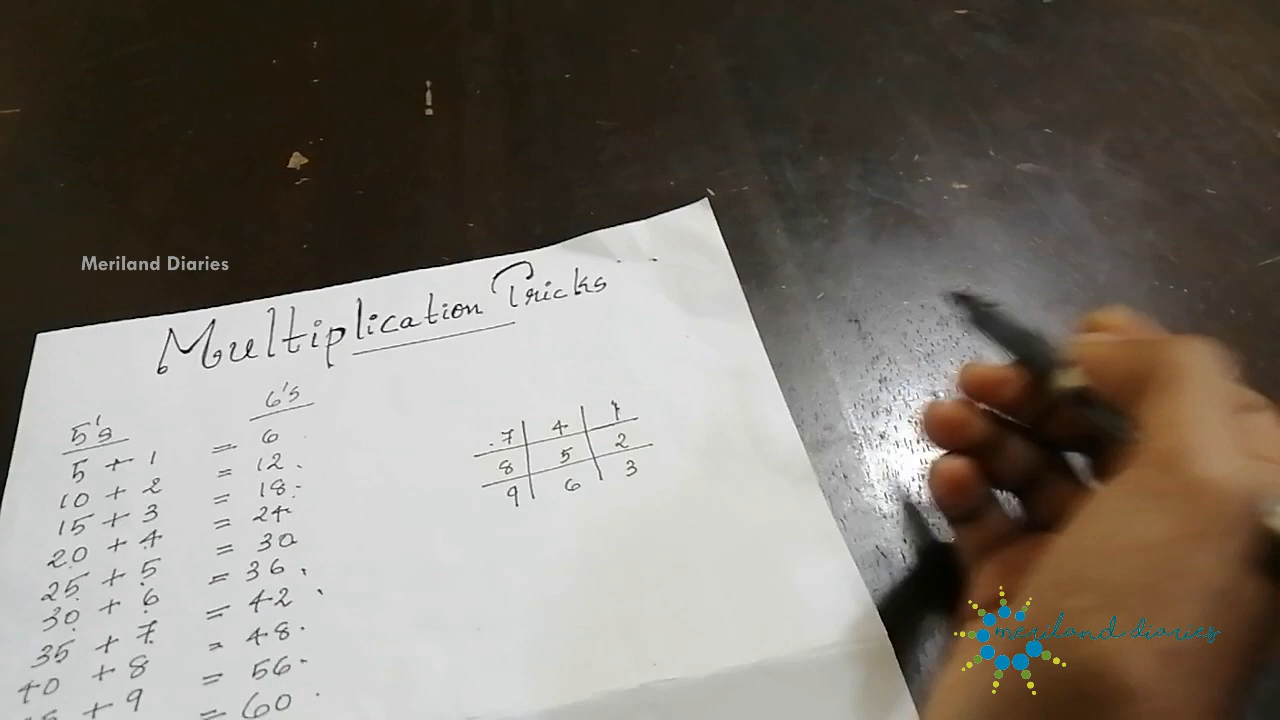 Meriland Diaries
Multiplication Tricks
5's 6's
5 + 1 = 6
10 + 2 = 12
15 + 3 = 18
20 + 4 = 24
25 + 5 = 30
30 + 6 = 36
35 + 7 = 42
40 + 8 = 48
5 + 9 = 56
= 60
7 4 1
8 5 2
9 6 3
meriland diaries